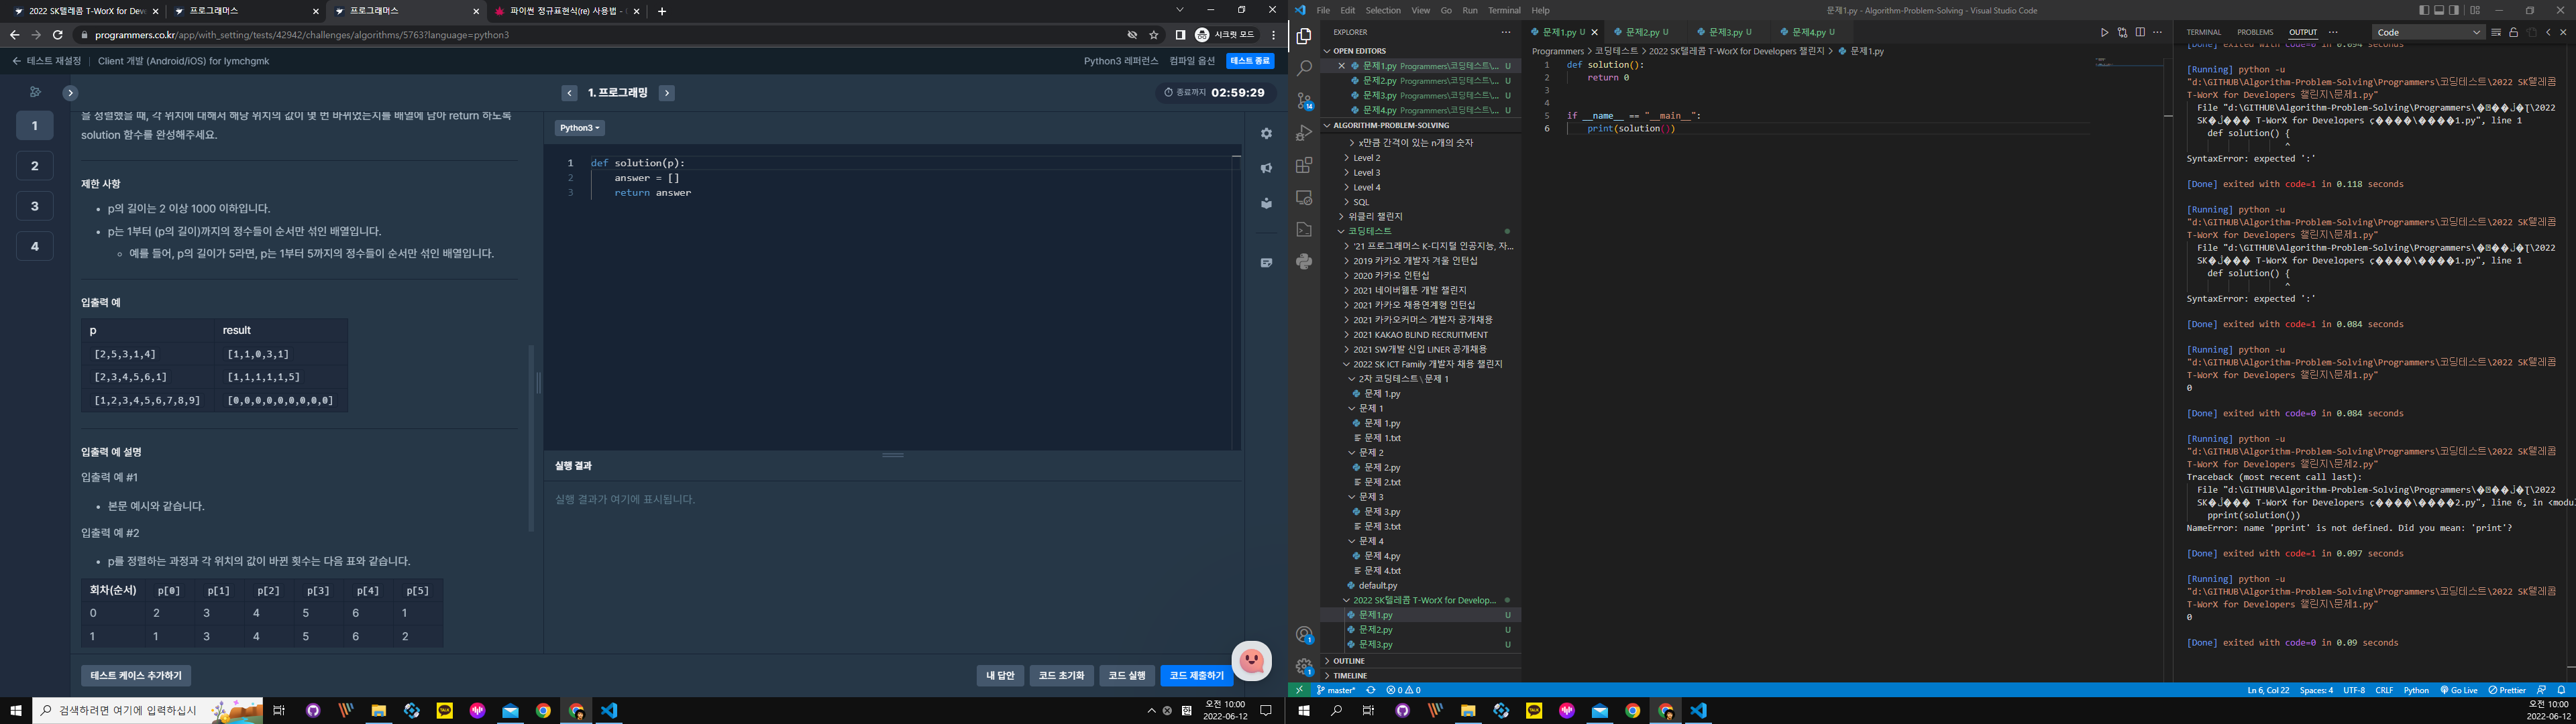 2022 SK텔레콤 T-WorX for Dev
프로그래머스
프로그래머스
파이썬 정규표현식(re) 사용법 -
programmers.co.kr/app/with_setting/tests/42942/challenges/algorithms/5763?language=python3
시크릿 모드
테스트 재설정
Client 개발 (Android/iOS) for lymchgmk
Python3 레퍼런스
컴파일 옵션
테스트 종료
1. 프로그래밍
종료까지 02:59:29
1
2
3
4
을 정렬했을 때, 각 위치에 대해서 해당 위치의 값이 몇 번 바뀌었는지를 배열에 담아 return 하도록
solution 함수를 완성해주세요.
제한 사항
p의 길이는 2 이상 1000 이하입니다.
p는 1부터 (p의 길이)까지의 정수들이 순서만 섞인 배열입니다.
예를 들어, p의 길이가 5라면, p는 1부터 5까지의 정수들이 순서만 섞인 배열입니다.
입출력 예
p result
[2,5,3,1,4] [1,1,0,3,1]
[2,3,4,5,6,1] [1,1,1,1,1,5]
[1,2,3,4,5,6,7,8,9] [0,0,0,0,0,0,0,0,0]
입출력 예 설명
입출력 예 #1
본문 예시와 같습니다.
입출력 예 #2
p를 정렬하는 과정과 각 위치의 값이 바뀐 횟수는 다음 표와 같습니다.
회차(순서) p[0] p[1] p[2] p[3] p[4] p[5]
0 2 3 4 5 6 1
1 1 3 4 5 6 2
Python3
1 def solution(p):
2 answer = []
3 return answer
실행 결과
실행 결과가 여기에 표시됩니다.
테스트 케이스 추가하기
내 답안
코드 초기화
코드 실행
코드 제출하기
검색하려면 여기에 입력하십시
TALK
오전 10:00
2022-06-12
File Edit Selection View Go Run Terminal Help
문제1.py - Algorithm-Problem-Solving - Visual Studio Code
EXPLORER
OPEN EDITORS
문제1.py Programmers\코딩테스트\... U
문제2.py Programmers\코딩테스트\... U
문제3.py Programmers\코딩테스트\... U
문제4.py Programmers\코딩테스트\... U
ALGORITHM-PROBLEM-SOLVING
x만큼 간격이 있는 n개의 숫자
Level 2
Level 3
Level 4
SQL
위클리 챌린지
코딩테스트
'21 프로그래머스 K-디지털 인공지능, 자...
2019 카카오 개발자 겨울 인턴십
2020 카카오 인턴십
2021 네이버웹툰 개발 챌린지
2021 카카오 채용연계형 인턴십
2021 카카오커머스 개발자 공개채용
2021 KAKAO BLIND RECRUITMENT
2021 SW개발 신입 LINER 공개채용
2022 SK ICT Family 개발자 채용 챌린지
2차 코딩테스트 \ 문제 1
문제 1.py
문제 1
문제 1.py
문제 1.txt
문제 2
문제 2.py
문제 2.txt
문제 3
문제 3.py
문제 3.txt
문제 4
문제 4.py
문제 4.txt
default.py
2022 SK텔레콤 T-WorX for Develop...
문제1.py U
문제2.py U
문제3.py U
OUTLINE
TIMELINE
14
1
1
문제1.py U
문제2.py U
문제3.py U
문제4.py U
Programmers > 코딩테스트 > 2022 SK텔레콤 T-WorX for Developers 챌린지 > 문제1.py
1 def solution():
2 return 0
3
4
5 if __name__ == "__main__":
6 print(solution())
TERMINAL PROBLEMS OUTPUT
Code
[Done] exited with code=0 in 0.094 seconds
[Running] python -u
"d:\GITHUB\Algorithm-Problem-Solving\Programmers\코딩테스트\2022 SK텔레콤
T-WorX for Developers 챌린지\문제1.py"
File "d:\GITHUB\Algorithm-Problem-Solving\Programmers\ \2022
SK T-WorX for Developers 1.py", line 1
def solution() {
^
SyntaxError: expected ':'
[Done] exited with code=1 in 0.118 seconds
[Running] python -u
"d:\GITHUB\Algorithm-Problem-Solving\Programmers\코딩테스트\2022 SK텔레콤
T-WorX for Developers 챌린지\문제1.py"
File "d:\GITHUB\Algorithm-Problem-Solving\Programmers\ \2022
SK T-WorX for Developers 1.py", line 1
def solution() {
^
SyntaxError: expected ':'
[Done] exited with code=1 in 0.084 seconds
[Running] python -u
"d:\GITHUB\Algorithm-Problem-Solving\Programmers\코딩테스트\2022 SK텔레콤
T-WorX for Developers 챌린지\문제1.py"
0
[Done] exited with code=0 in 0.084 seconds
[Running] python -u
"d:\GITHUB\Algorithm-Problem-Solving\Programmers\코딩테스트\2022 SK텔레콤
T-WorX for Developers 챌린지\문제2.py"
Traceback (most recent call last):
File "d:\GITHUB\Algorithm-Problem-Solving\Programmers\ \2022
SK T-WorX for Developers 2.py", line 6, in <modu
pprint(solution())
NameError: name 'pprint' is not defined. Did you mean: 'print'?
[Done] exited with code=1 in 0.097 seconds
[Running] python -u
"d:\GITHUB\Algorithm-Problem-Solving\Programmers\코딩테스트\2022 SK텔레콤
T-WorX for Developers 챌린지\문제1.py"
0
[Done] exited with code=0 in 0.09 seconds
master*
0 0
Ln 6, Col 22
Spaces: 4
UTF-8
CRLF
Python
Go Live
Prettier
TALK
오전 10:00
2022-06-12